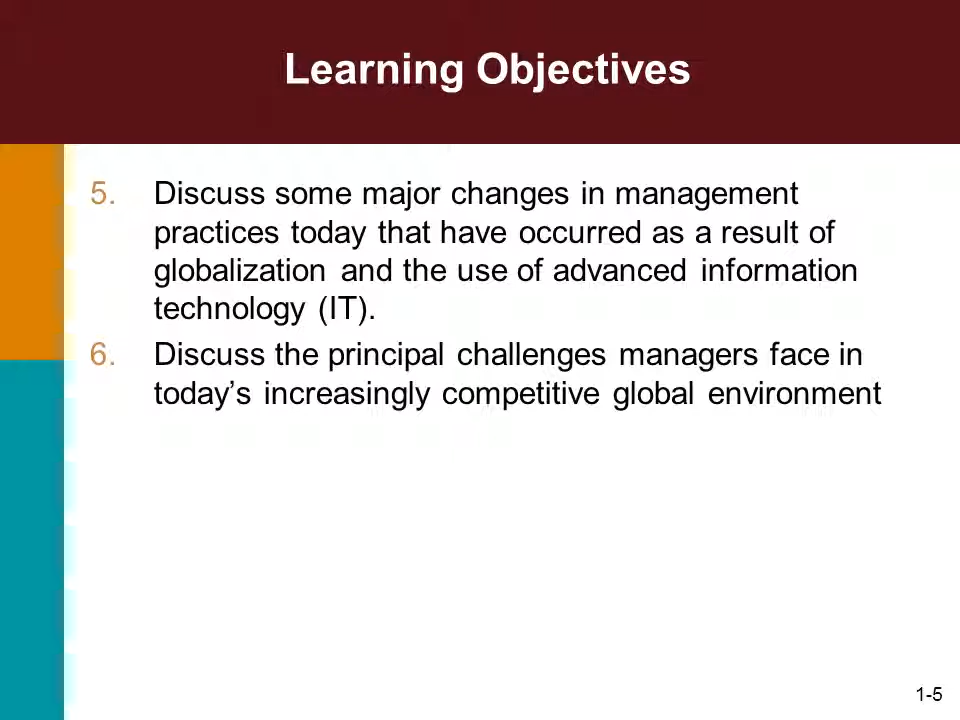 Learning Objectives
5. Discuss some major changes in management
practices today that have occurred as a result of
globalization and the use of advanced information
technology (IT).
6. Discuss the principal challenges managers face in
today’s increasingly competitive global environment
1-5